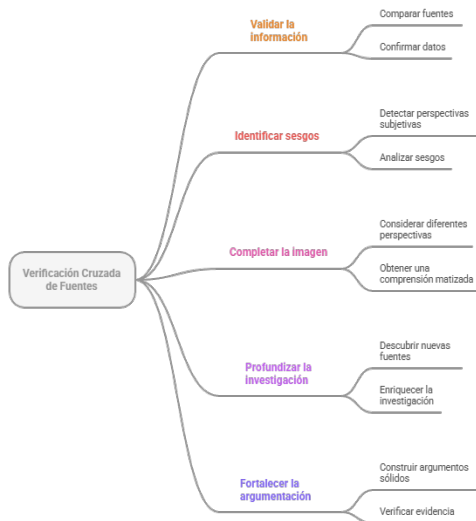 Validar la
información
Comparar fuentes
Confirmar datos
Identificar sesgos
Detectar perspectivas
subjetivas
Analizar sesgos
Verificación Cruzada
de Fuentes
Completar la imagen
Considerar diferentes
perspectivas
Obtener una
comprensión matizada
Profundizar la
investigación
Descubrir nuevas
fuentes
Enriquecer la
investigación
Fortalecer la
argumentación
Construir argumentos
sólidos
Verificar evidencia